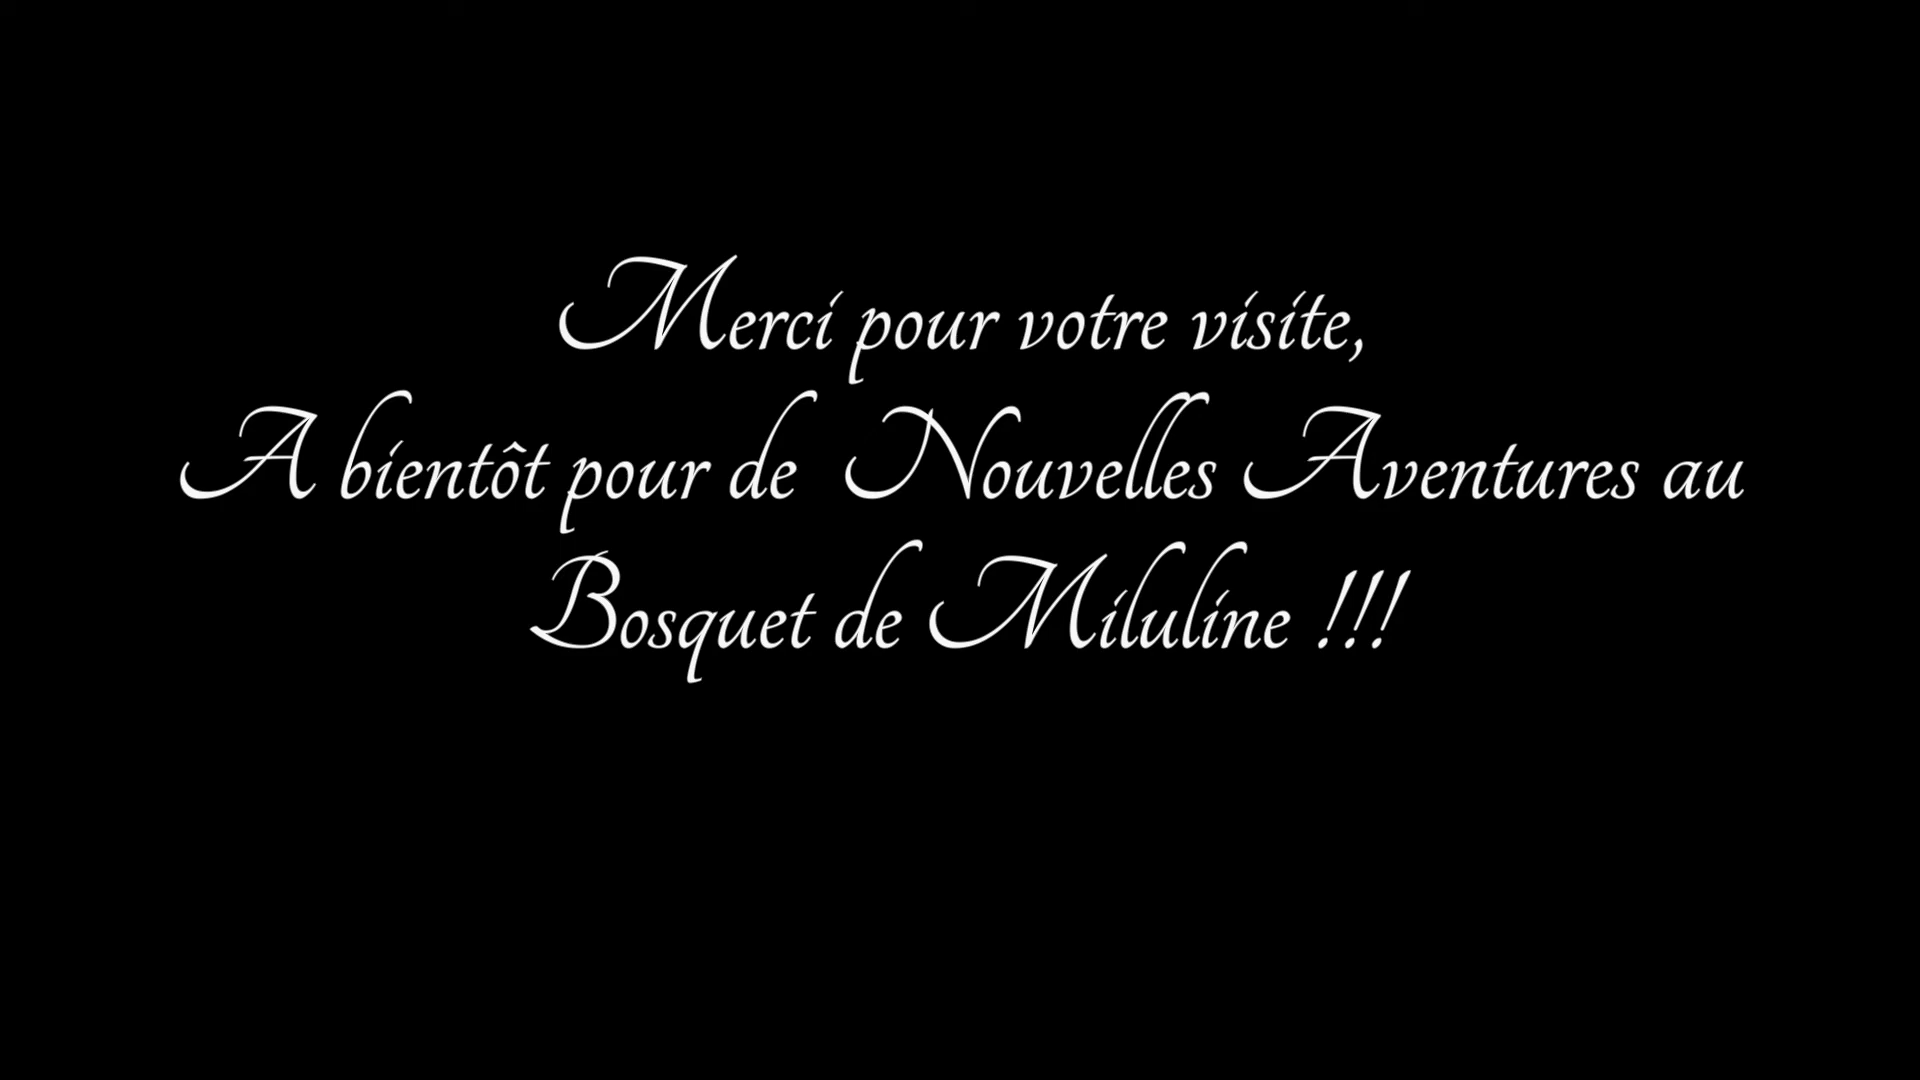 Merci pour votre visite,
A bientôt pour de Nouvelles Aventures au
Bosquet de Miluline !!!